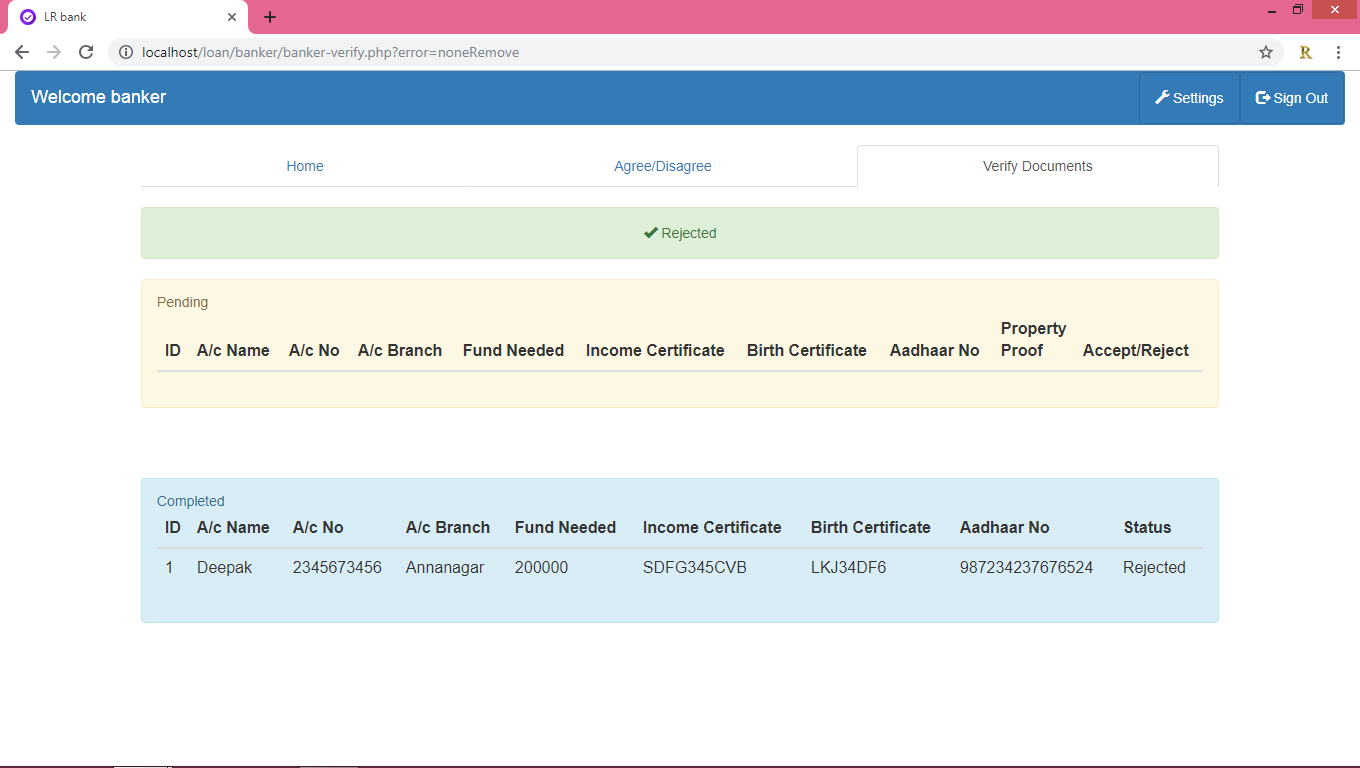 LR bank
localhost/loan/banker/banker-verify.php?error=noneRemove
R
Welcome banker Settings Sign Out
Home Agree/Disagree Verify Documents
Rejected
Pending
ID A/c Name A/c No A/c Branch Fund Needed Income Certificate Birth Certificate Aadhaar No Property Proof Accept/Reject
Completed
ID A/c Name A/c No A/c Branch Fund Needed Income Certificate Birth Certificate Aadhaar No Status
1 Deepak 2345673456 Annanagar 200000 SDFG345CVB LKJ34DF6 987234237676524 Rejected